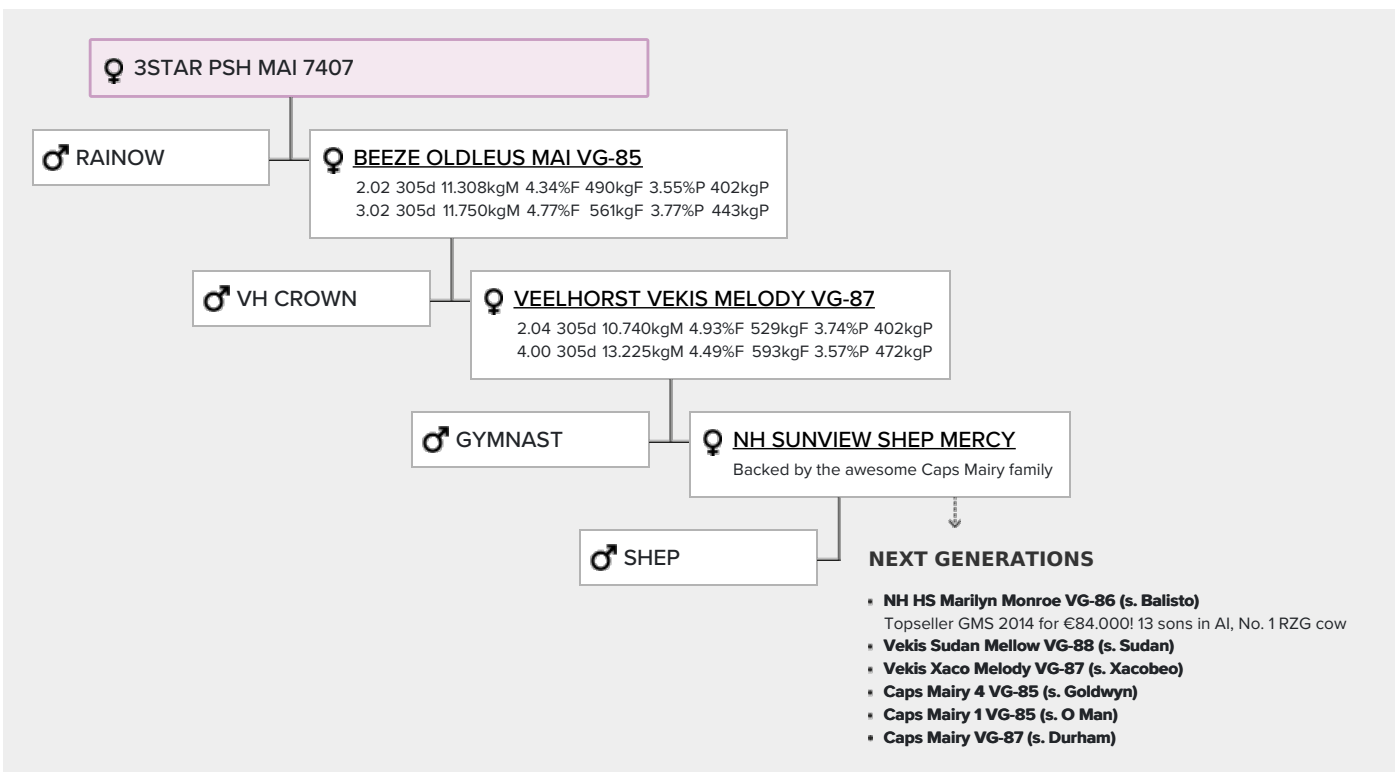 3STAR PSH MAI 7407
RAINOW
BEEZE OLDLEUS MAI VG-85
2.02 305d 11.308kgM 4.34%F 490kgF 3.55%P 402kgP
3.02 305d 11.750kgM 4.77%F 561kgF 3.77%P 443kgP
VH CROWN
VEELHORST VEKIS MELODY VG-87
2.04 305d 10.740kgM 4.93%F 529kgF 3.74%P 402kgP
4.00 305d 13.225kgM 4.49%F 593kgF 3.57%P 472kgP
GYMNAST
NH SUNVIEW SHEP MERCY
Backed by the awesome Caps Mairy family
SHEP
NEXT GENERATIONS
NH HS Marilyn Monroe VG-86 (s. Balisto)
Topseller GMS 2014 for €84.000! 13 sons in AI, No. 1 RZG cow
Vekis Sudan Mellow VG-88 (s. Sudan)
Vekis Xaco Melody VG-87 (s. Xacobeo)
Caps Mairy 4 VG-85 (s. Goldwyn)
Caps Mairy 1 VG-85 (s. O Man)
Caps Mairy VG-87 (s. Durham)